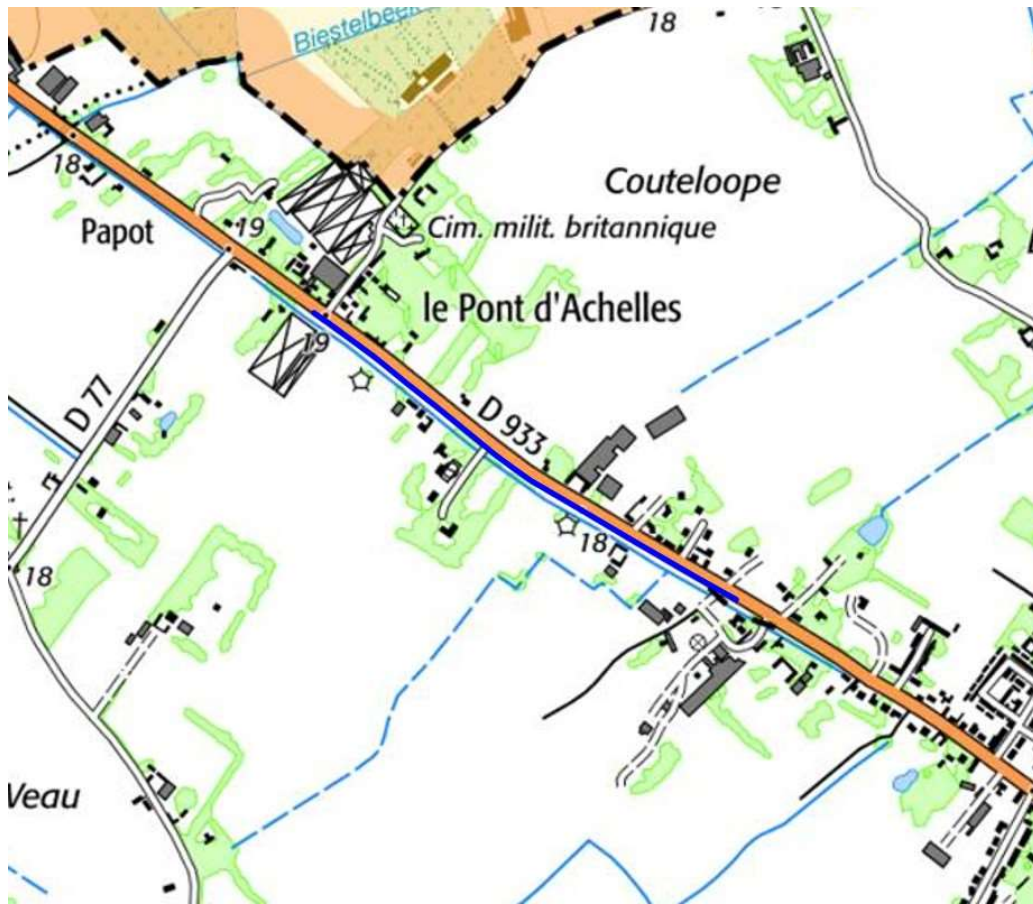 Biestelbeek
18
18
Couteloope
Papot
19
Cim. milit. britannique
le Pont d'Achelles
19
D 77
D 933
18
18
Veau